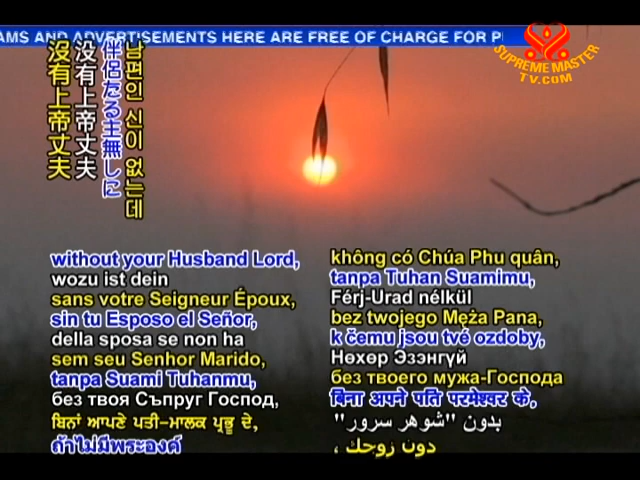 AMS AND ADVERTISEMENTS HERE ARE FREE OF CHARGE FOR P
SUPREME MASTER
TV.COM
남편인 신이 없는데
伴侶たる主無しに
没有上帝丈夫
沒有上帝丈夫
without your Husband Lord,
wozu ist dein
sans votre Seigneur Époux,
sin tu Esposo el Señor,
della sposa se non ha
sem seu Senhor Marido,
tanpa Suami Tuhanmu,
без твоя Съпруг Господ,
ਬਿਨਾਂ ਆਪਣੇ ਪਤੀ-ਮਾਲਕ ਪ੍ਰਭੂ ਦੇ,
ถ้าไม่มีพระองค์
không có Chúa Phu quân,
tanpa Tuhan Suamimu,
Férj-Urad nélkül
bez twojego Męża Pana,
k čemu jsou tvé ozdoby,
Нөхөр Эзэнгүй
без твоего мужа-Господа
बिना अपने पति परमेश्वर के,
بدون "شوهر سرور"
دون زوجك ،